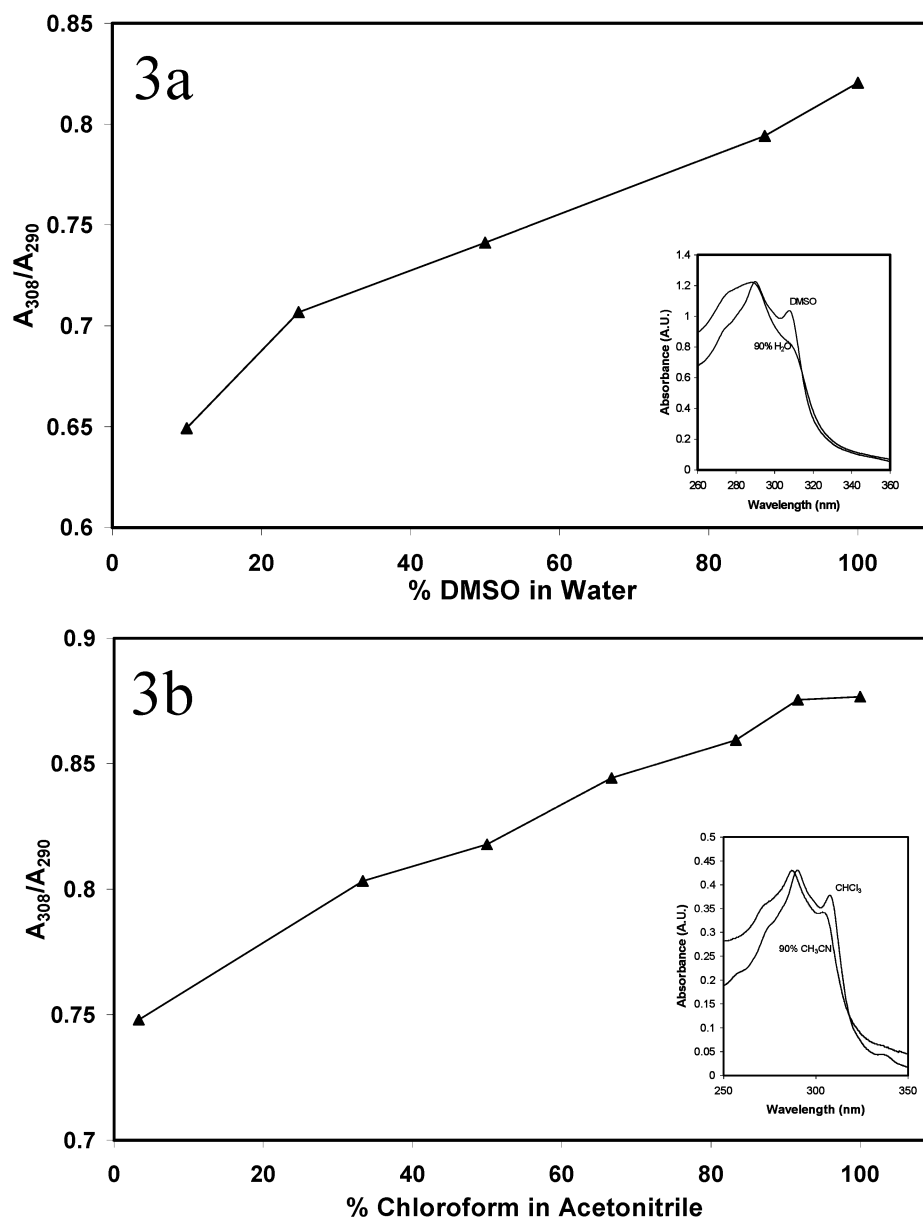 3a
0.85
0.8
0.75
0.7
0.65
0.6
A308/A290
0 20 40 60 80 100
% DMSO in Water
1.4
1.2
1
0.8
0.6
0.4
0.2
0
Absorbance (A.U.)
DMSO
90% H2O
260 280 300 320 340 360
Wavelength (nm)
3b
0.9
0.85
0.8
0.75
0.7
A308/A290
0 20 40 60 80 100
% Chloroform in Acetonitrile
0.5
0.45
0.4
0.35
0.3
0.25
0.2
0.15
0.1
0.05
0
Absorbance (A.U.)
CHCl3
90% CH3CN
250 300 350
Wavelength (nm)